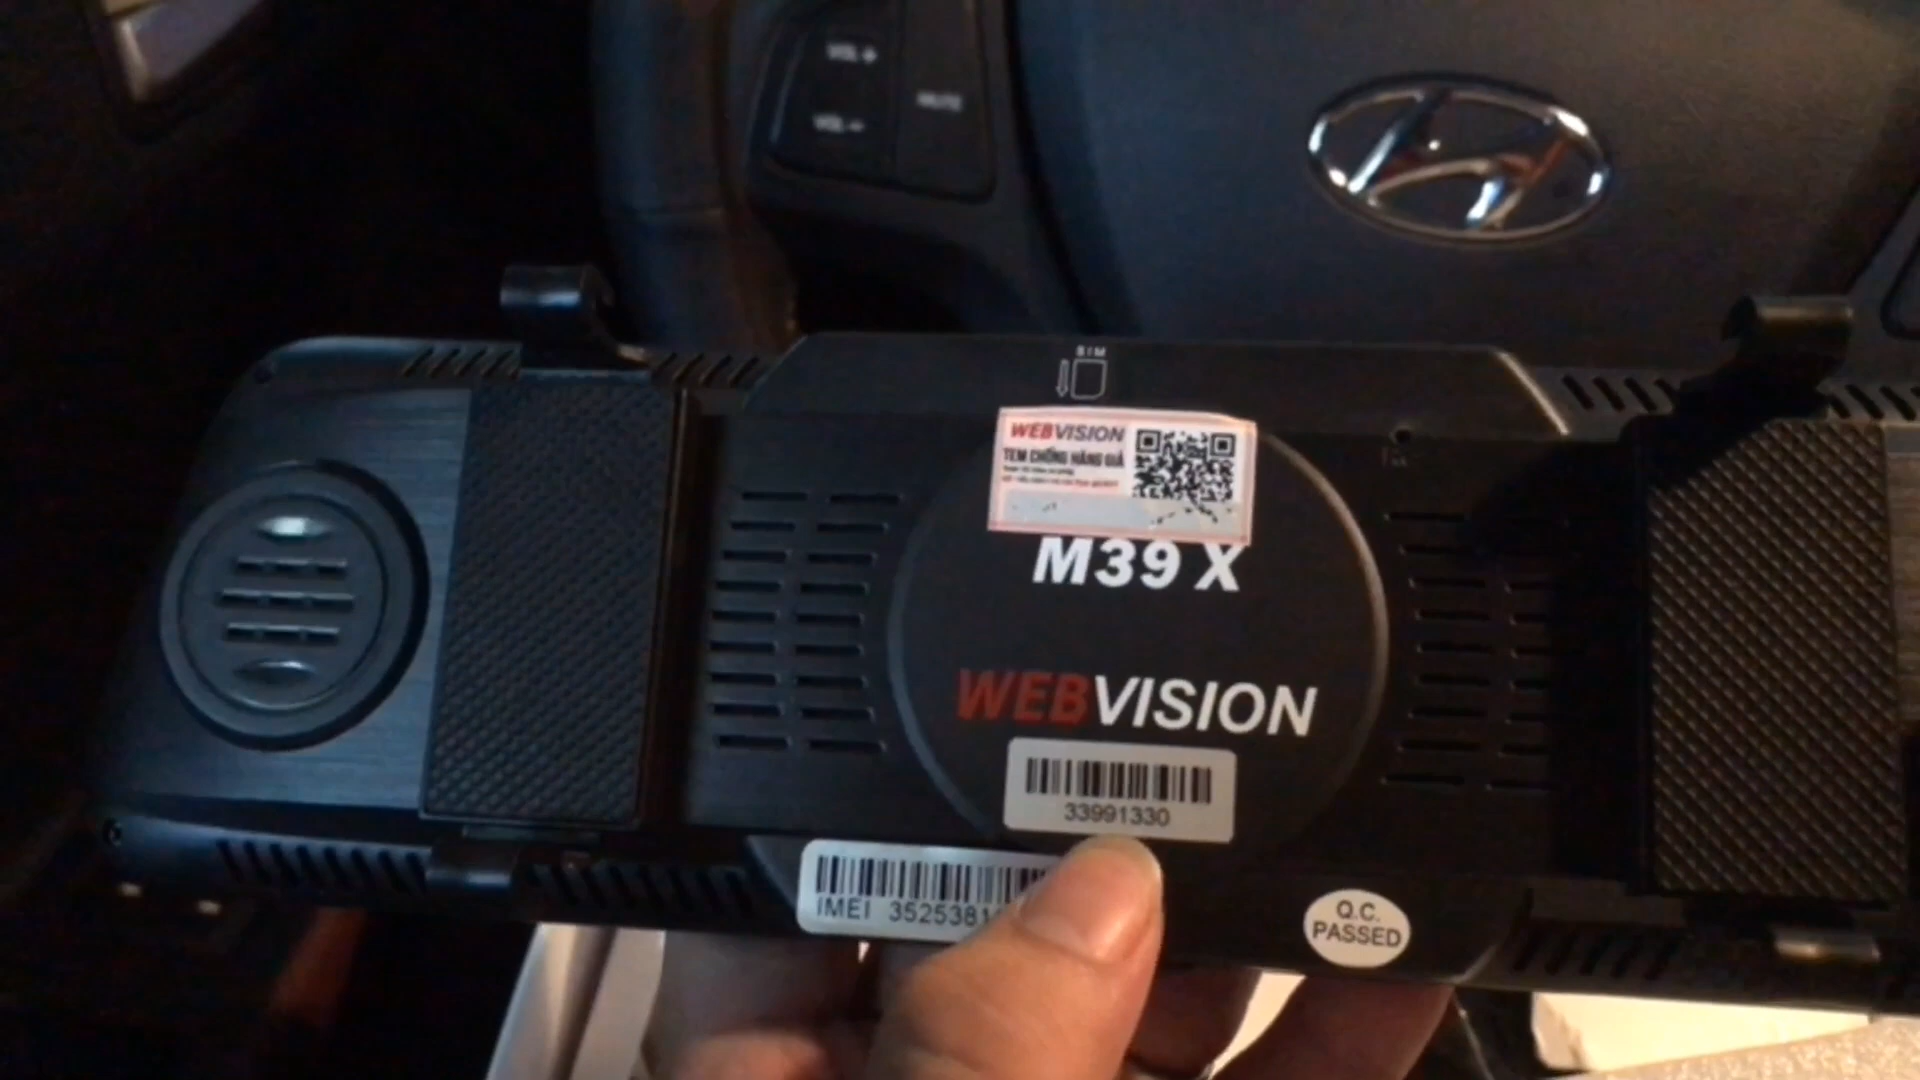 VOL +
VOL −
MUTE
SIM
WEBVISION
TEM CHỐNG HÀNG GIẢ
M39 X
WEBVISION
33991330
IMEI 3525381
Q.C.
PASSED